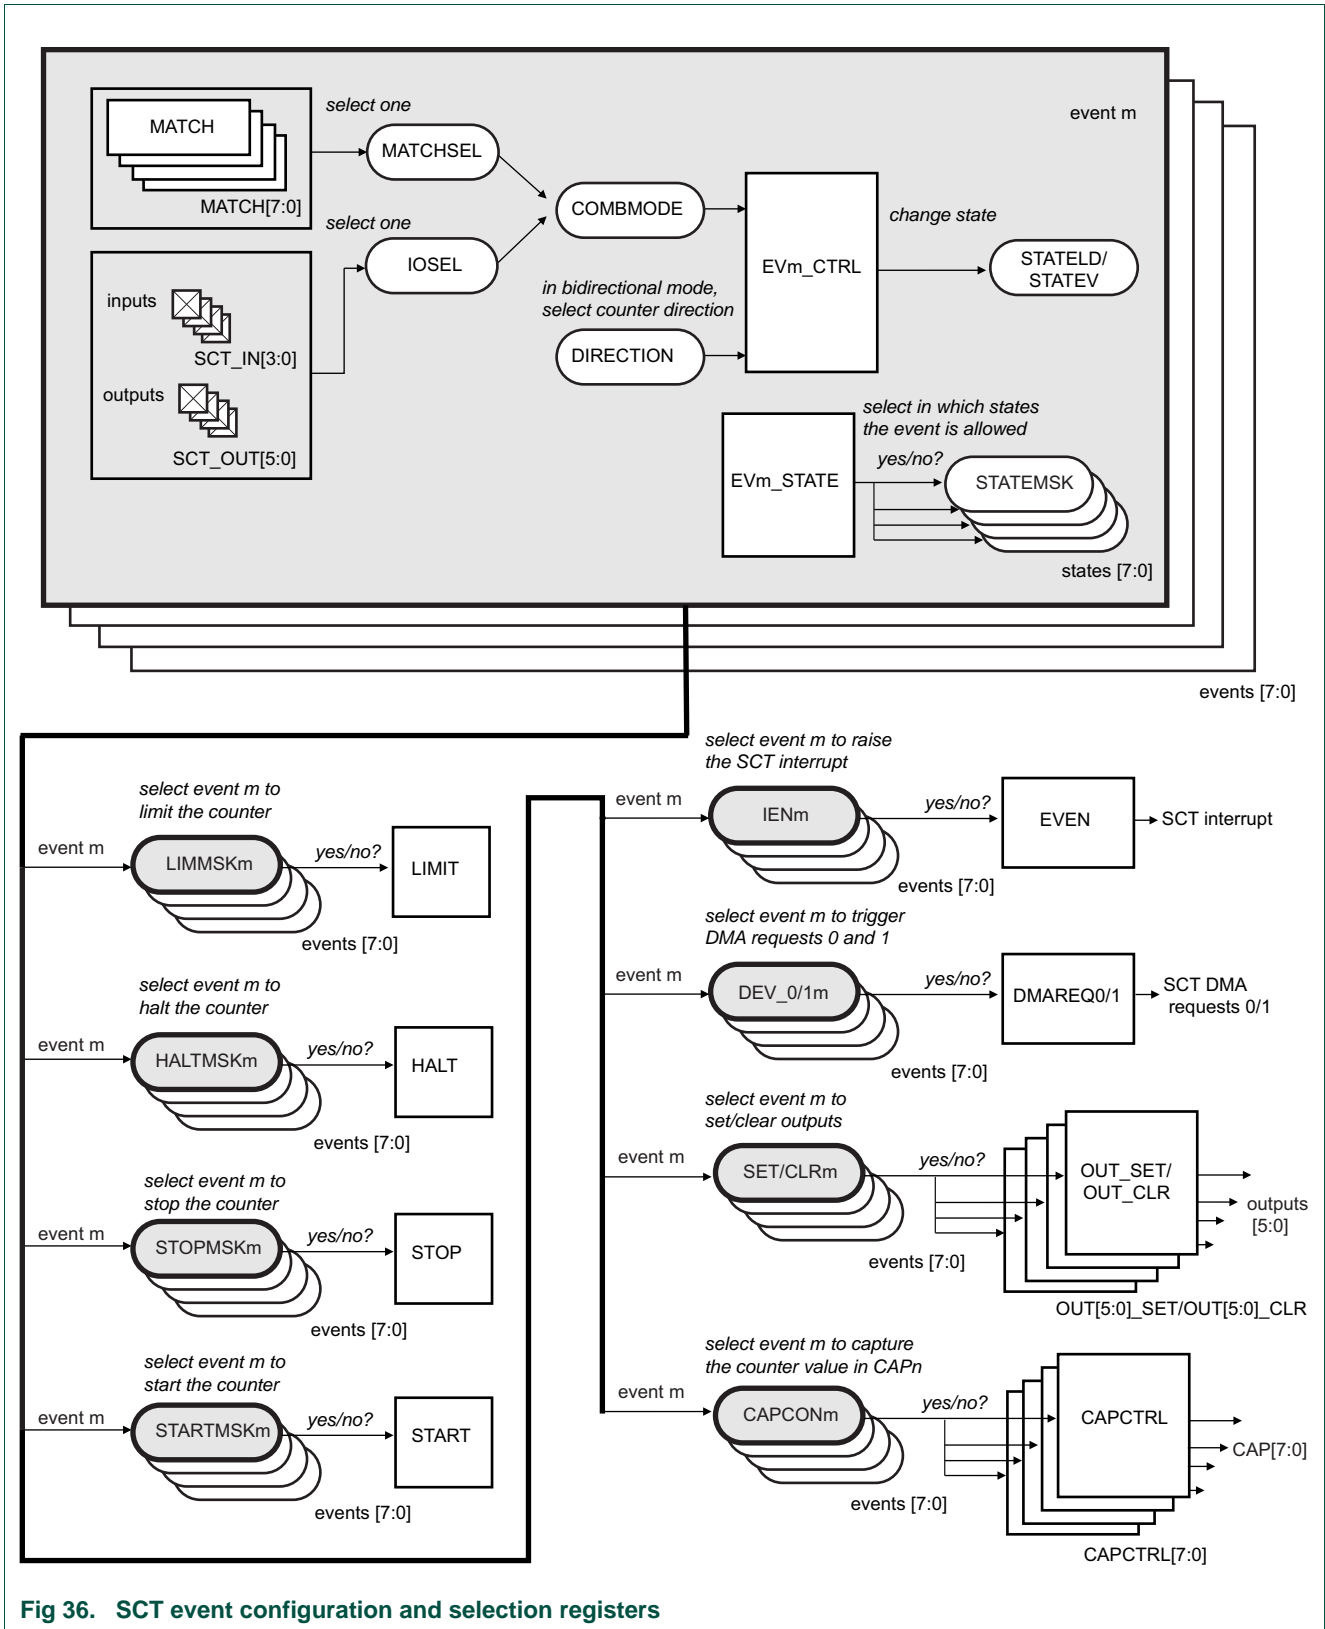 event m
select one
MATCH
MATCHSEL
MATCH[7:0]
select one
IOSEL
COMBMODE
inputs
SCT_IN[3:0]
outputs
SCT_OUT[5:0]
in bidirectional mode,
select counter direction
DIRECTION
EVm_CTRL
change state
STATELD/
STATEV
select in which states
the event is allowed
yes/no?
EVm_STATE
STATEMSK
states [7:0]
events [7:0]
select event m to
limit the counter
event m
LIMMSKm
yes/no?
LIMIT
events [7:0]
select event m to
halt the counter
event m
HALTMSKm
yes/no?
HALT
events [7:0]
select event m to
stop the counter
event m
STOPMSKm
yes/no?
STOP
events [7:0]
select event m to
start the counter
event m
STARTMSKm
yes/no?
START
events [7:0]
select event m to raise
the SCT interrupt
event m
IENm
yes/no?
EVEN
SCT interrupt
events [7:0]
select event m to trigger
DMA requests 0 and 1
event m
DEV_0/1m
yes/no?
DMAREQ0/1
SCT DMA
requests 0/1
events [7:0]
select event m to
set/clear outputs
event m
SET/CLRm
yes/no?
OUT_SET/
OUT_CLR
outputs
[5:0]
events [7:0]
OUT[5:0]_SET/OUT[5:0]_CLR
select event m to capture
the counter value in CAPn
event m
CAPCONm
yes/no?
CAPCTRL
CAP[7:0]
events [7:0]
CAPCTRL[7:0]
Fig 36. SCT event configuration and selection registers